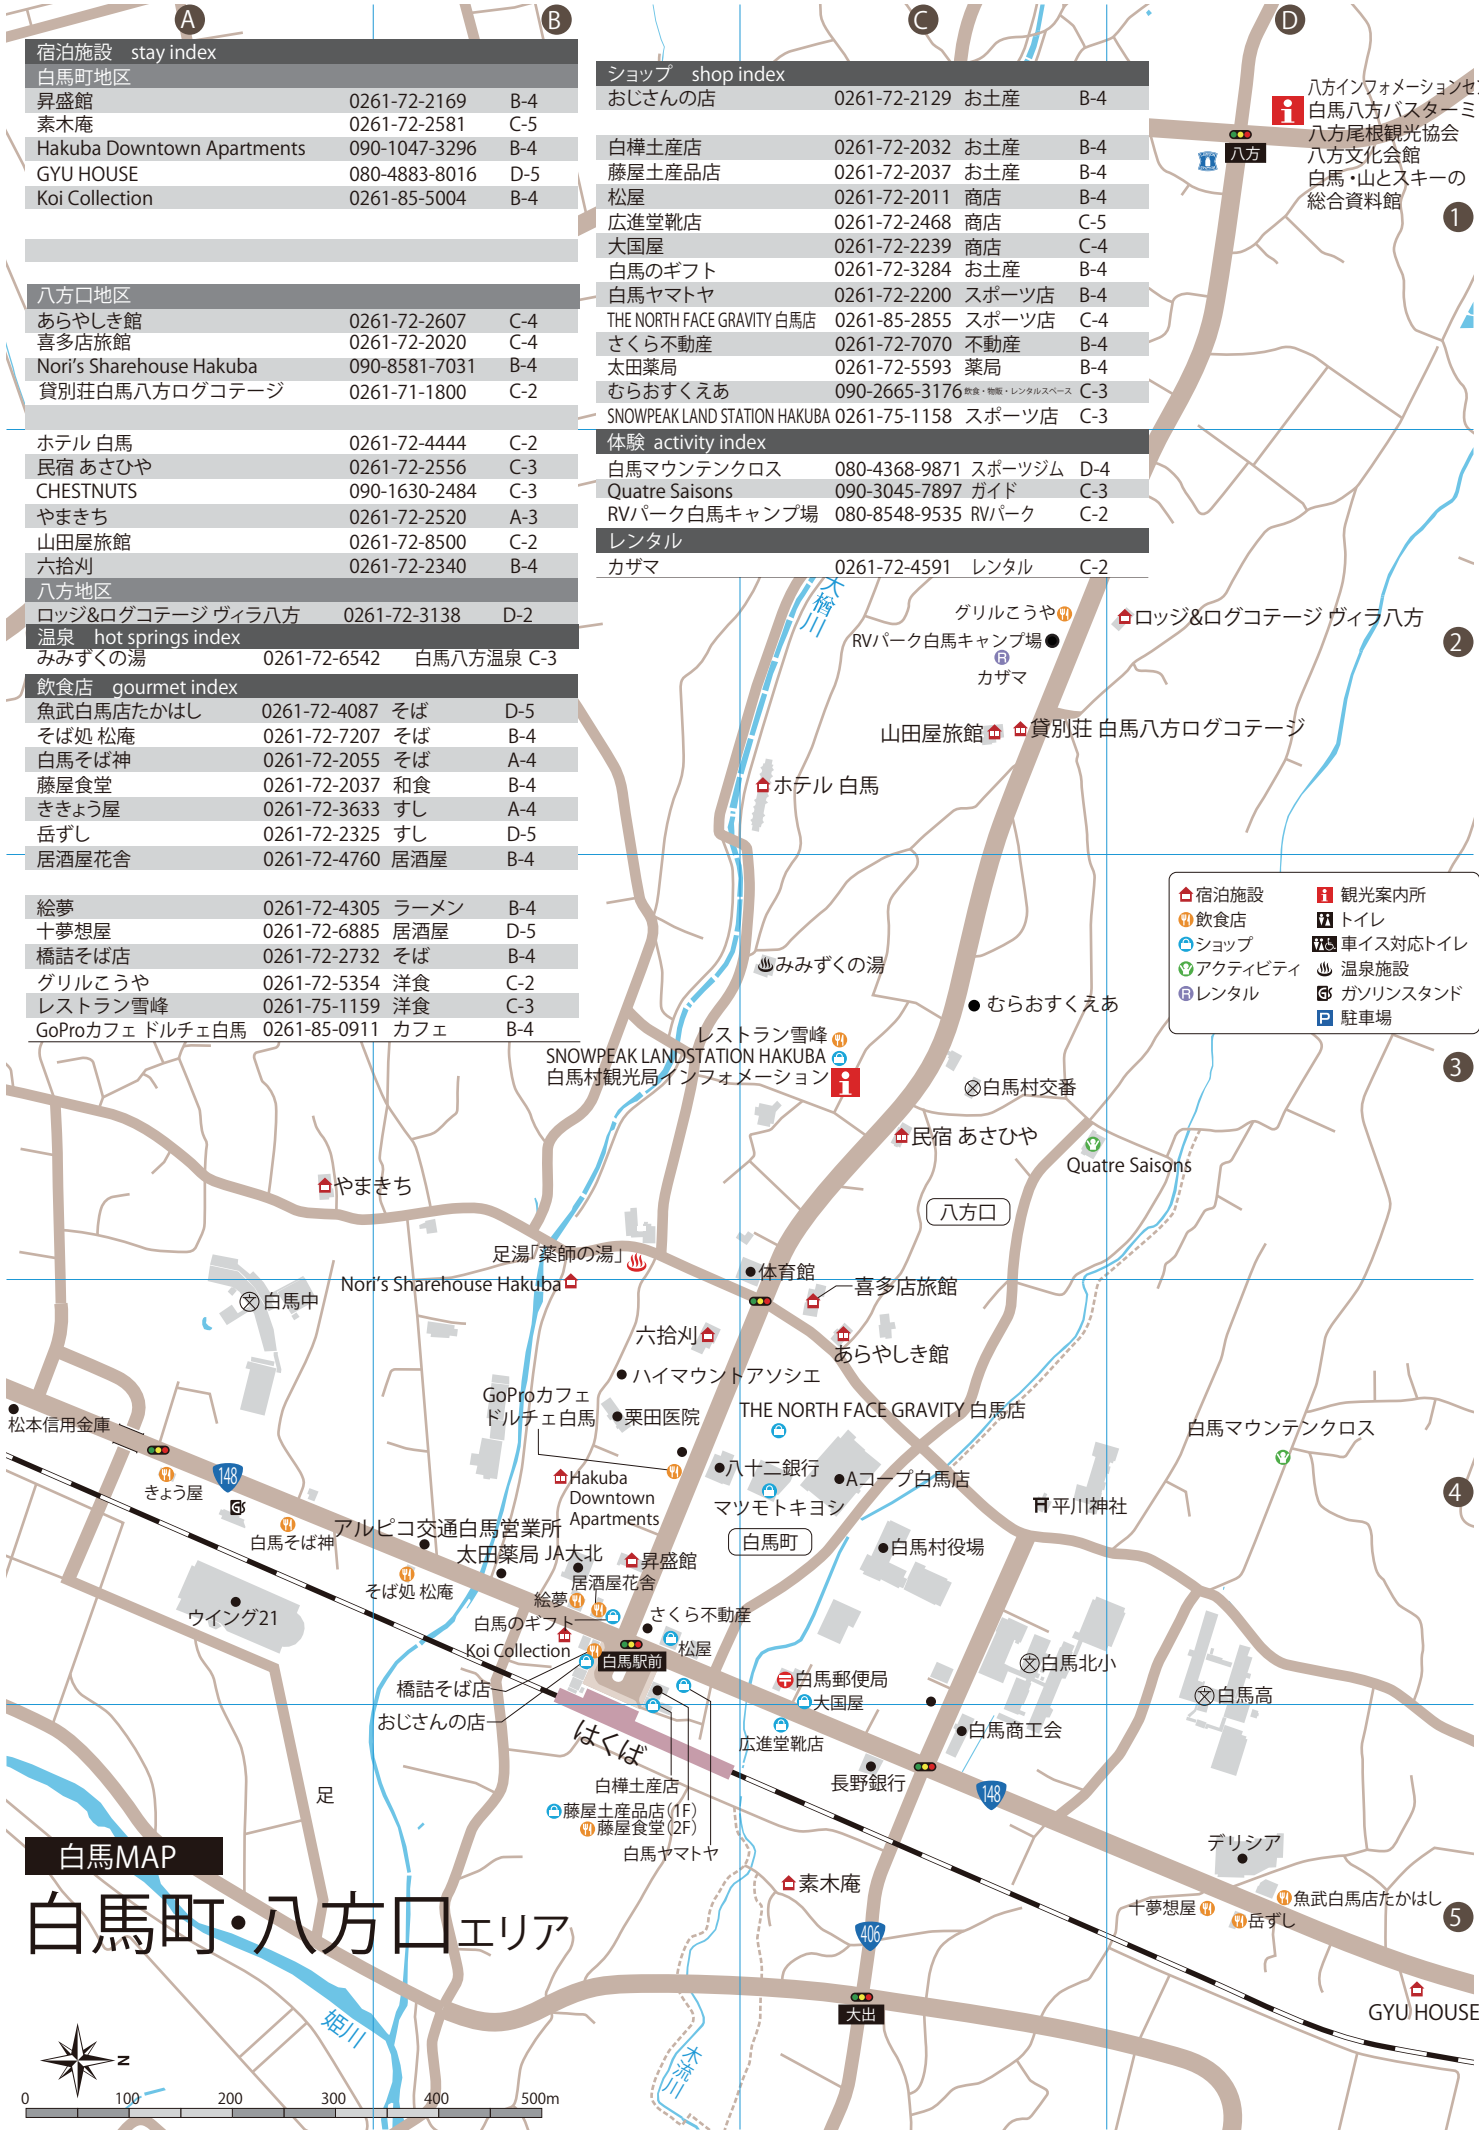 A
B
C
D
宿泊施設 stay index
白馬町地区
昇盛館 0261-72-2169 B-4
素木庵 0261-72-2581 C-5
Hakuba Downtown Apartments 090-1047-3296 B-4
GYU HOUSE 080-4883-8016 D-5
Koi Collection 0261-85-5004 B-4
八方口地区
あらやしき館 0261-72-2607 C-4
喜多店旅館 0261-72-2020 C-4
Nori's Sharehouse Hakuba 090-8581-7031 B-4
貸別荘白馬八方ログコテージ 0261-71-1800 C-2
ホテル 白馬 0261-72-4444 C-2
民宿 あさひや 0261-72-2556 C-3
CHESTNUTS 090-1630-2484 C-3
やまきち 0261-72-2520 A-3
山田屋旅館 0261-72-8500 C-2
六拾刈 0261-72-2340 B-4
八方地区
ロッジ&ログコテージ ヴィラ八方 0261-72-3138 D-2
温泉 hot springs index
みみずくの湯 0261-72-6542 白馬八方温泉 C-3
飲食店 gourmet index
魚武白馬店たかはし 0261-72-4087 そば D-5
そば処 松庵 0261-72-7207 そば B-4
白馬そば神 0261-72-2055 そば A-4
藤屋食堂 0261-72-2037 和食 B-4
ききょう屋 0261-72-3633 すし A-4
岳ずし 0261-72-2325 すし D-5
居酒屋花舎 0261-72-4760 居酒屋 B-4
絵夢 0261-72-4305 ラーメン B-4
十夢想屋 0261-72-6885 居酒屋 D-5
橋詰そば店 0261-72-2732 そば B-4
グリルこうや 0261-72-5354 洋食 C-2
レストラン雪峰 0261-75-1159 洋食 C-3
GoProカフェ ドルチェ白馬 0261-85-0911 カフェ B-4
ショップ shop index
おじさんの店 0261-72-2129 お土産 B-4
白樺土産店 0261-72-2032 お土産 B-4
藤屋土産品店 0261-72-2037 お土産 B-4
松屋 0261-72-2011 商店 B-4
広進堂靴店 0261-72-2468 商店 C-5
大国屋 0261-72-2239 商店 C-4
白馬のギフト 0261-72-3284 お土産 B-4
白馬ヤマトヤ 0261-72-2200 スポーツ店 B-4
THE NORTH FACE GRAVITY 白馬店 0261-85-2855 スポーツ店 C-4
さくら不動産 0261-72-7070 不動産 B-4
太田薬局 0261-72-5593 薬局 B-4
むらおすくえあ 090-2665-3176 飲食・物販・レンタルスペース C-3
SNOWPEAK LAND STATION HAKUBA 0261-75-1158 スポーツ店 C-3
体験 activity index
白馬マウンテンクロス 080-4368-9871 スポーツジム D-4
Quatre Saisons 090-3045-7897 ガイド C-3
RVパーク白馬キャンプ場 080-8548-9535 RVパーク C-2
レンタル
カザマ 0261-72-4591 レンタル C-2
八方インフォメーションセ
白馬八方バスターミ
八方尾根観光協会
八方文化会館
白馬・山とスキーの
総合資料館
八方
1
大楢川
グリルこうや
RVパーク白馬キャンプ場
R
カザマ
ロッジ&ログコテージ ヴィラ八方
2
山田屋旅館
貸別荘 白馬八方ログコテージ
ホテル 白馬
宿泊施設
飲食店
ショップ
アクティビティ
R レンタル
i 観光案内所
トイレ
車イス対応トイレ
温泉施設
GS ガソリンスタンド
P 駐車場
みみずくの湯
むらおすくえあ
レストラン雪峰
SNOWPEAK LANDSTATION HAKUBA
白馬村観光局インフォメーション
3
白馬村交番
民宿 あさひや
Quatre Saisons
やまきち
八方口
足湯「薬師の湯」
体育館
Nori's Sharehouse Hakuba
喜多店旅館
文 白馬中
六拾刈
あらやしき館
ハイマウントアソシエ
GoProカフェ
ドルチェ白馬
栗田医院
THE NORTH FACE GRAVITY 白馬店
松本信用金庫
白馬マウンテンクロス
八十二銀行
Aコープ白馬店
148
きょう屋
Hakuba
Downtown
Apartments
マツモトキヨシ
平川神社
4
GS
白馬そば神
アルピコ交通白馬営業所
太田薬局
JA大北
昇盛館
白馬町
白馬村役場
そば処 松庵
居酒屋花舎
絵夢
ウイング21
白馬のギフト
さくら不動産
Koi Collection
松屋
白馬駅前
橋詰そば店
白馬郵便局
大国屋
文 白馬北小
文 白馬高
おじさんの店
はくば
広進堂靴店
白馬商工会
白樺土産店
長野銀行
148
足
藤屋土産品店(1F)
藤屋食堂(2F)
白馬ヤマトヤ
デリシア
白馬MAP
白馬町・八方口エリア
素木庵
魚武白馬店たかはし
十夢想屋
岳ずし
5
406
GYU HOUSE
大出
姫川
木流川
N
0 100 200 300 400 500m